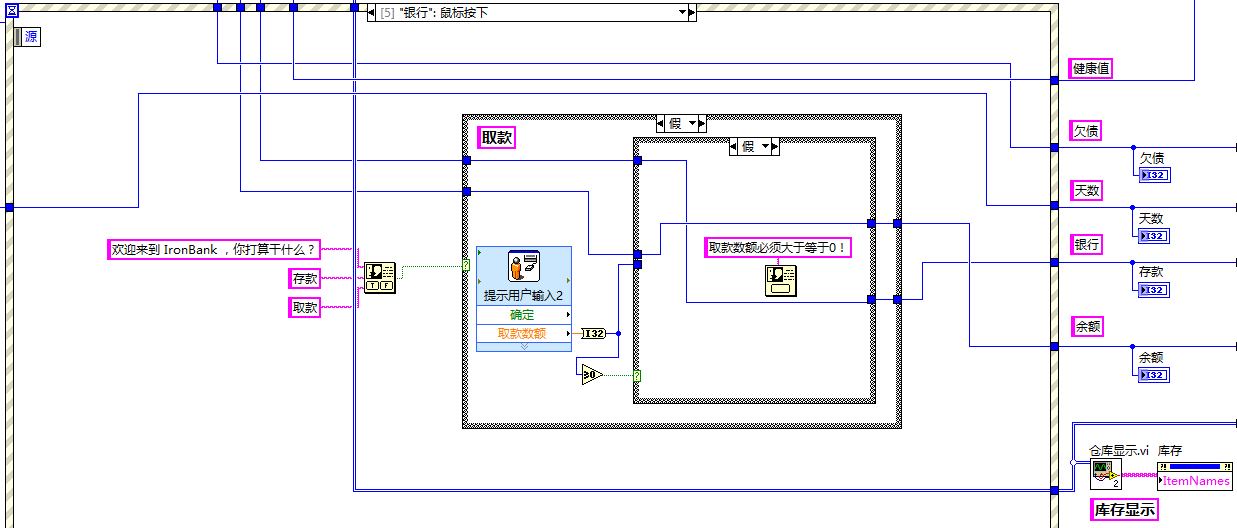 [5] "银行": 鼠标按下
源
健康值
假
取款
假
欠债
欠债
天数
天数
欢迎来到 IronBank ，你打算干什么？
取款数额必须大于等于0！
银行
存款
存款
T F
提示用户输入2
确定
取款
取款数额
I32
≥0
?
?
I32
I32
I32
余额
余额
I32
仓库显示.vi
库存
2
ItemNames
库存显示